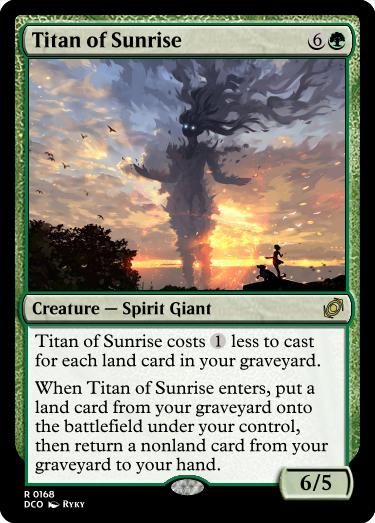 Titan of Sunrise 6
Creature — Spirit Giant
Titan of Sunrise costs 1 less to cast
for each land card in your graveyard.
When Titan of Sunrise enters, put a
land card from your graveyard onto
the battlefield under your control,
then return a nonland card from your
graveyard to your hand.
6/5
R 0168
DCO Ryky